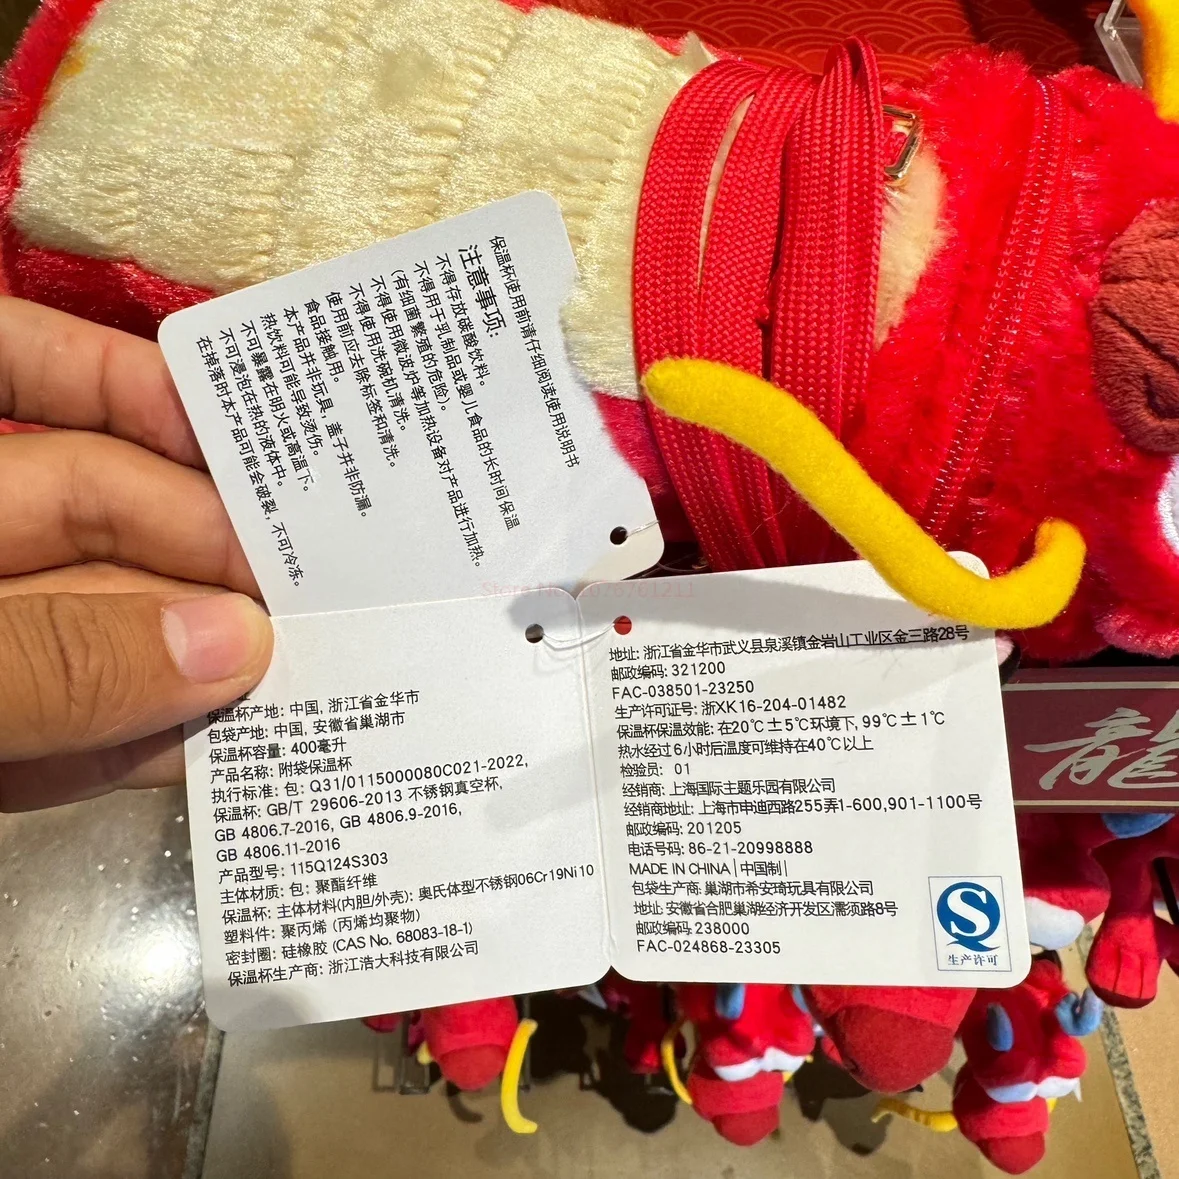 保温杯使用前请仔细阅读使用说明书
注意事项:
不得存放碳酸饮料。
不得用于乳制品或婴儿食品的长时间保温
(有细菌繁殖的危险)。
不得使用微波炉等加热设备对产品进行加热。
不得使用洗碗机清洗。
使用前应去除标签和清洗。
食品接触用。
本产品并非玩具，盖子并非防漏。
热饮料可能导致烫伤。
不可暴露在明火或高温下。
不可浸泡在热的液体中。
在掉落时本产品可能会破裂，不可冷冻。
保温杯产地: 中国, 浙江省金华市
包袋产地: 中国, 安徽省巢湖市
保温杯容量: 400毫升
产品名称: 附袋保温杯
执行标准: 包: Q31/0115000080C021-2022,
保温杯: GB/T 29606-2013 不锈钢真空杯,
GB 4806.7-2016, GB 4806.9-2016,
GB 4806.11-2016
产品型号: 115Q124S303
主体材质: 包: 聚酯纤维
保温杯: 主体材料(内胆/外壳): 奥氏体型不锈钢06Cr19Ni10
塑料件: 聚丙烯 (丙烯均聚物)
密封圈: 硅橡胶 (CAS No. 68083-18-1)
保温杯生产商: 浙江浩大科技有限公司
地址: 浙江省金华市武义县泉溪镇金岩山工业区金三路28号
邮政编码: 321200
FAC-038501-23250
生产许可证号: 浙XK16-204-01482
保温杯保温效能: 在20℃±5℃环境下, 99℃±1℃
热水经过6小时后温度可维持在40℃以上
检验员: 01
经销商: 上海国际主题乐园有限公司
经销商地址: 上海市申迪西路255弄1-600,901-1100号
邮政编码: 201205
电话号码: 86-21-20998888
MADE IN CHINA | 中国制 |
包袋生产商: 巢湖市希安琦玩具有限公司
地址: 安徽省合肥巢湖经济开发区濡须路8号
邮政编码: 238000
FAC-024868-23305
生产许可
龍